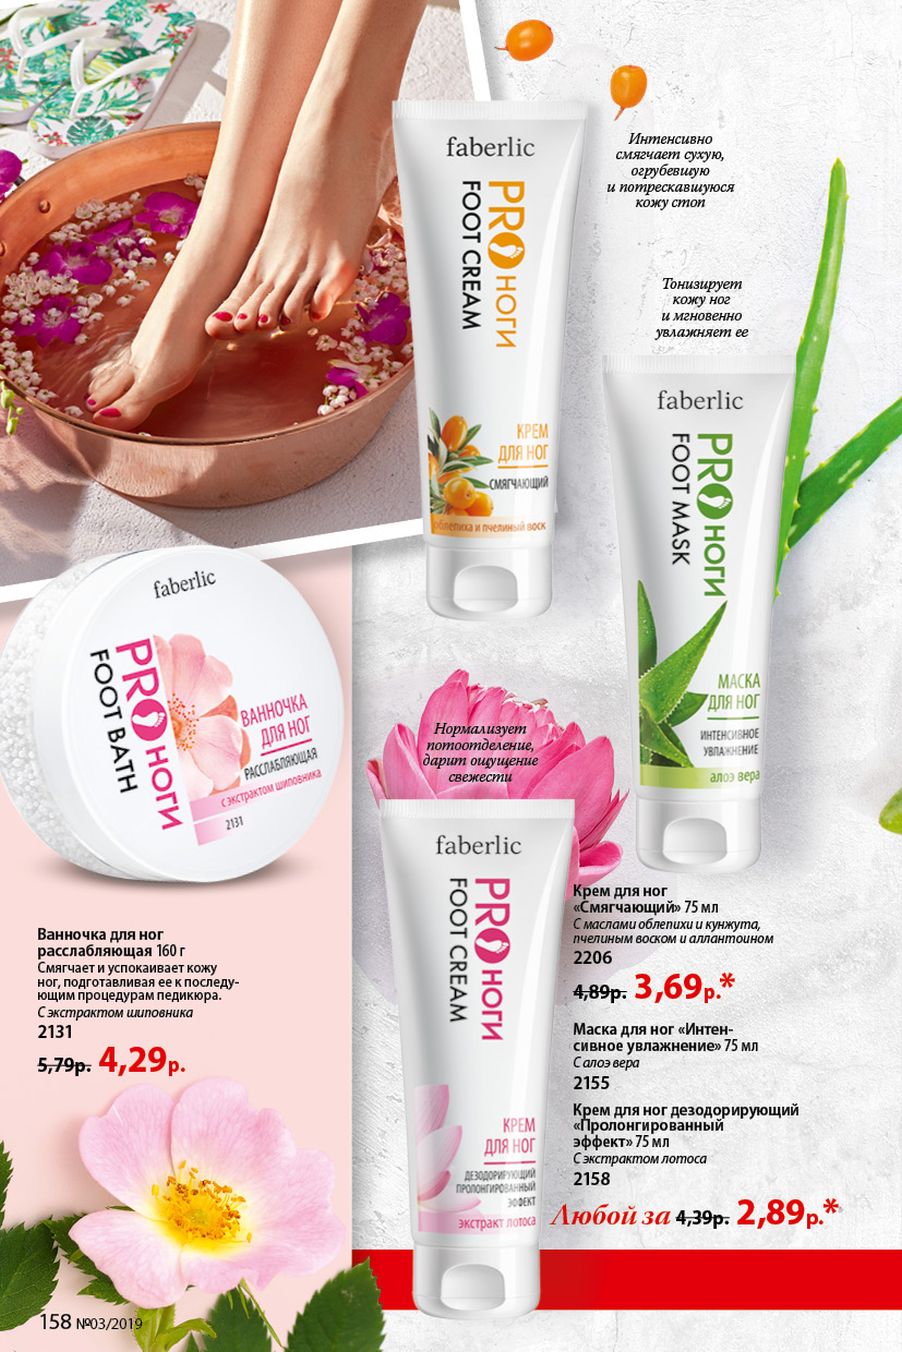 Интенсивно
смягчает сухую,
огрубевшую
и потрескавшуюся
кожу стоп
Тонизирует
кожу ног
и мгновенно
увлажняет ее
faberlic
PRO НОГИ
FOOT CREAM
КРЕМ
ДЛЯ НОГ
СМЯГЧАЮЩИЙ
облепиха и пчелиный воск
faberlic
PRO НОГИ
FOOT MASK
МАСКА
ДЛЯ НОГ
ИНТЕНСИВНОЕ
УВЛАЖНЕНИЕ
алоэ вера
faberlic
PRO НОГИ
FOOT BATH
ВАННОЧКА
ДЛЯ НОГ
РАССЛАБЛЯЮЩАЯ
с экстрактом шиповника
2131
Нормализует
потоотделение,
дарит ощущение
свежести
faberlic
PRO НОГИ
FOOT CREAM
КРЕМ
ДЛЯ НОГ
ДЕЗОДОРИРУЮЩИЙ
ПРОЛОНГИРОВАННЫЙ
ЭФФЕКТ
экстракт лотоса
Ванночка для ног
расслабляющая 160 г
Смягчает и успокаивает кожу
ног, подготавливая ее к последу-
ющим процедурам педикюра.
С экстрактом шиповника
2131
5,79р. 4,29р.
Крем для ног
«Смягчающий» 75 мл
С маслами облепихи и кунжута,
пчелиным воском и аллантоином
2206
4,89р. 3,69р.*
Маска для ног «Интен-
сивное увлажнение» 75 мл
С алоэ вера
2155
Крем для ног дезодорирующий
«Пролонгированный
эффект» 75 мл
С экстрактом лотоса
2158
Любой за 4,39р. 2,89р.*
158 №03/2019